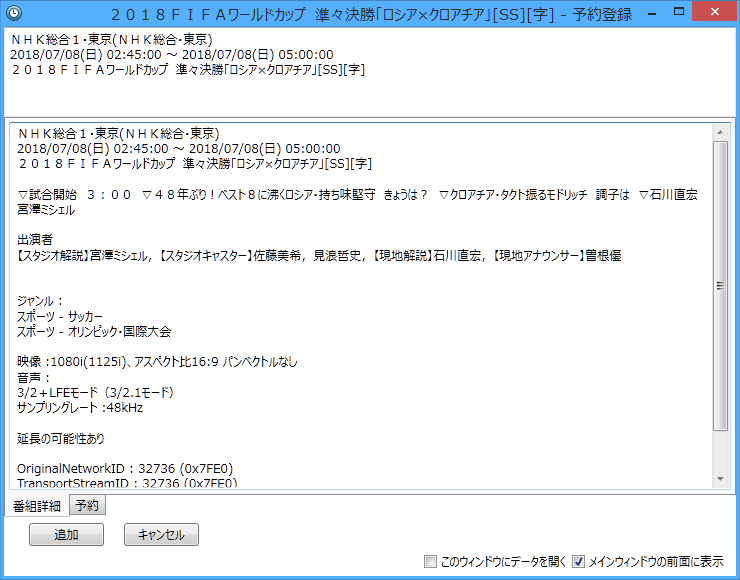 ２０１８ＦＩＦＡワールドカップ 準々決勝「ロシア×クロアチア」[SS][字] - 予約登録
ＮＨＫ総合１・東京(ＮＨＫ総合・東京)
2018/07/08(日) 02:45:00 ～ 2018/07/08(日) 05:00:00
２０１８ＦＩＦＡワールドカップ 準々決勝「ロシア×クロアチア」[SS][字]
ＮＨＫ総合１・東京(ＮＨＫ総合・東京)
2018/07/08(日) 02:45:00 ～ 2018/07/08(日) 05:00:00
２０１８ＦＩＦＡワールドカップ 準々決勝「ロシア×クロアチア」[SS][字]
▽試合開始 ３：００ ▽４８年ぶり！ベスト８に沸くロシア・持ち味堅守 きょうは？ ▽クロアチア・タクト振るモドリッチ 調子は ▽石川直宏
宮澤ミシェル
出演者
【スタジオ解説】宮澤ミシェル，【スタジオキャスター】佐藤美希，見浪哲史，【現地解説】石川直宏，【現地アナウンサー】曽根優
ジャンル :
スポーツ - サッカー
スポーツ - オリンピック・国際大会
映像 :1080i(1125i)、アスペクト比16:9 パンベクトルなし
音声 :
3/2＋LFEモード（3/2.1モード）
サンプリングレート :48kHz
延長の可能性あり
OriginalNetworkID : 32736 (0x7FE0)
TransportStreamID : 32736 (0x7FE0)
番組詳細 予約
追加 キャンセル
このウィンドウにデータを開く メインウィンドウの前面に表示